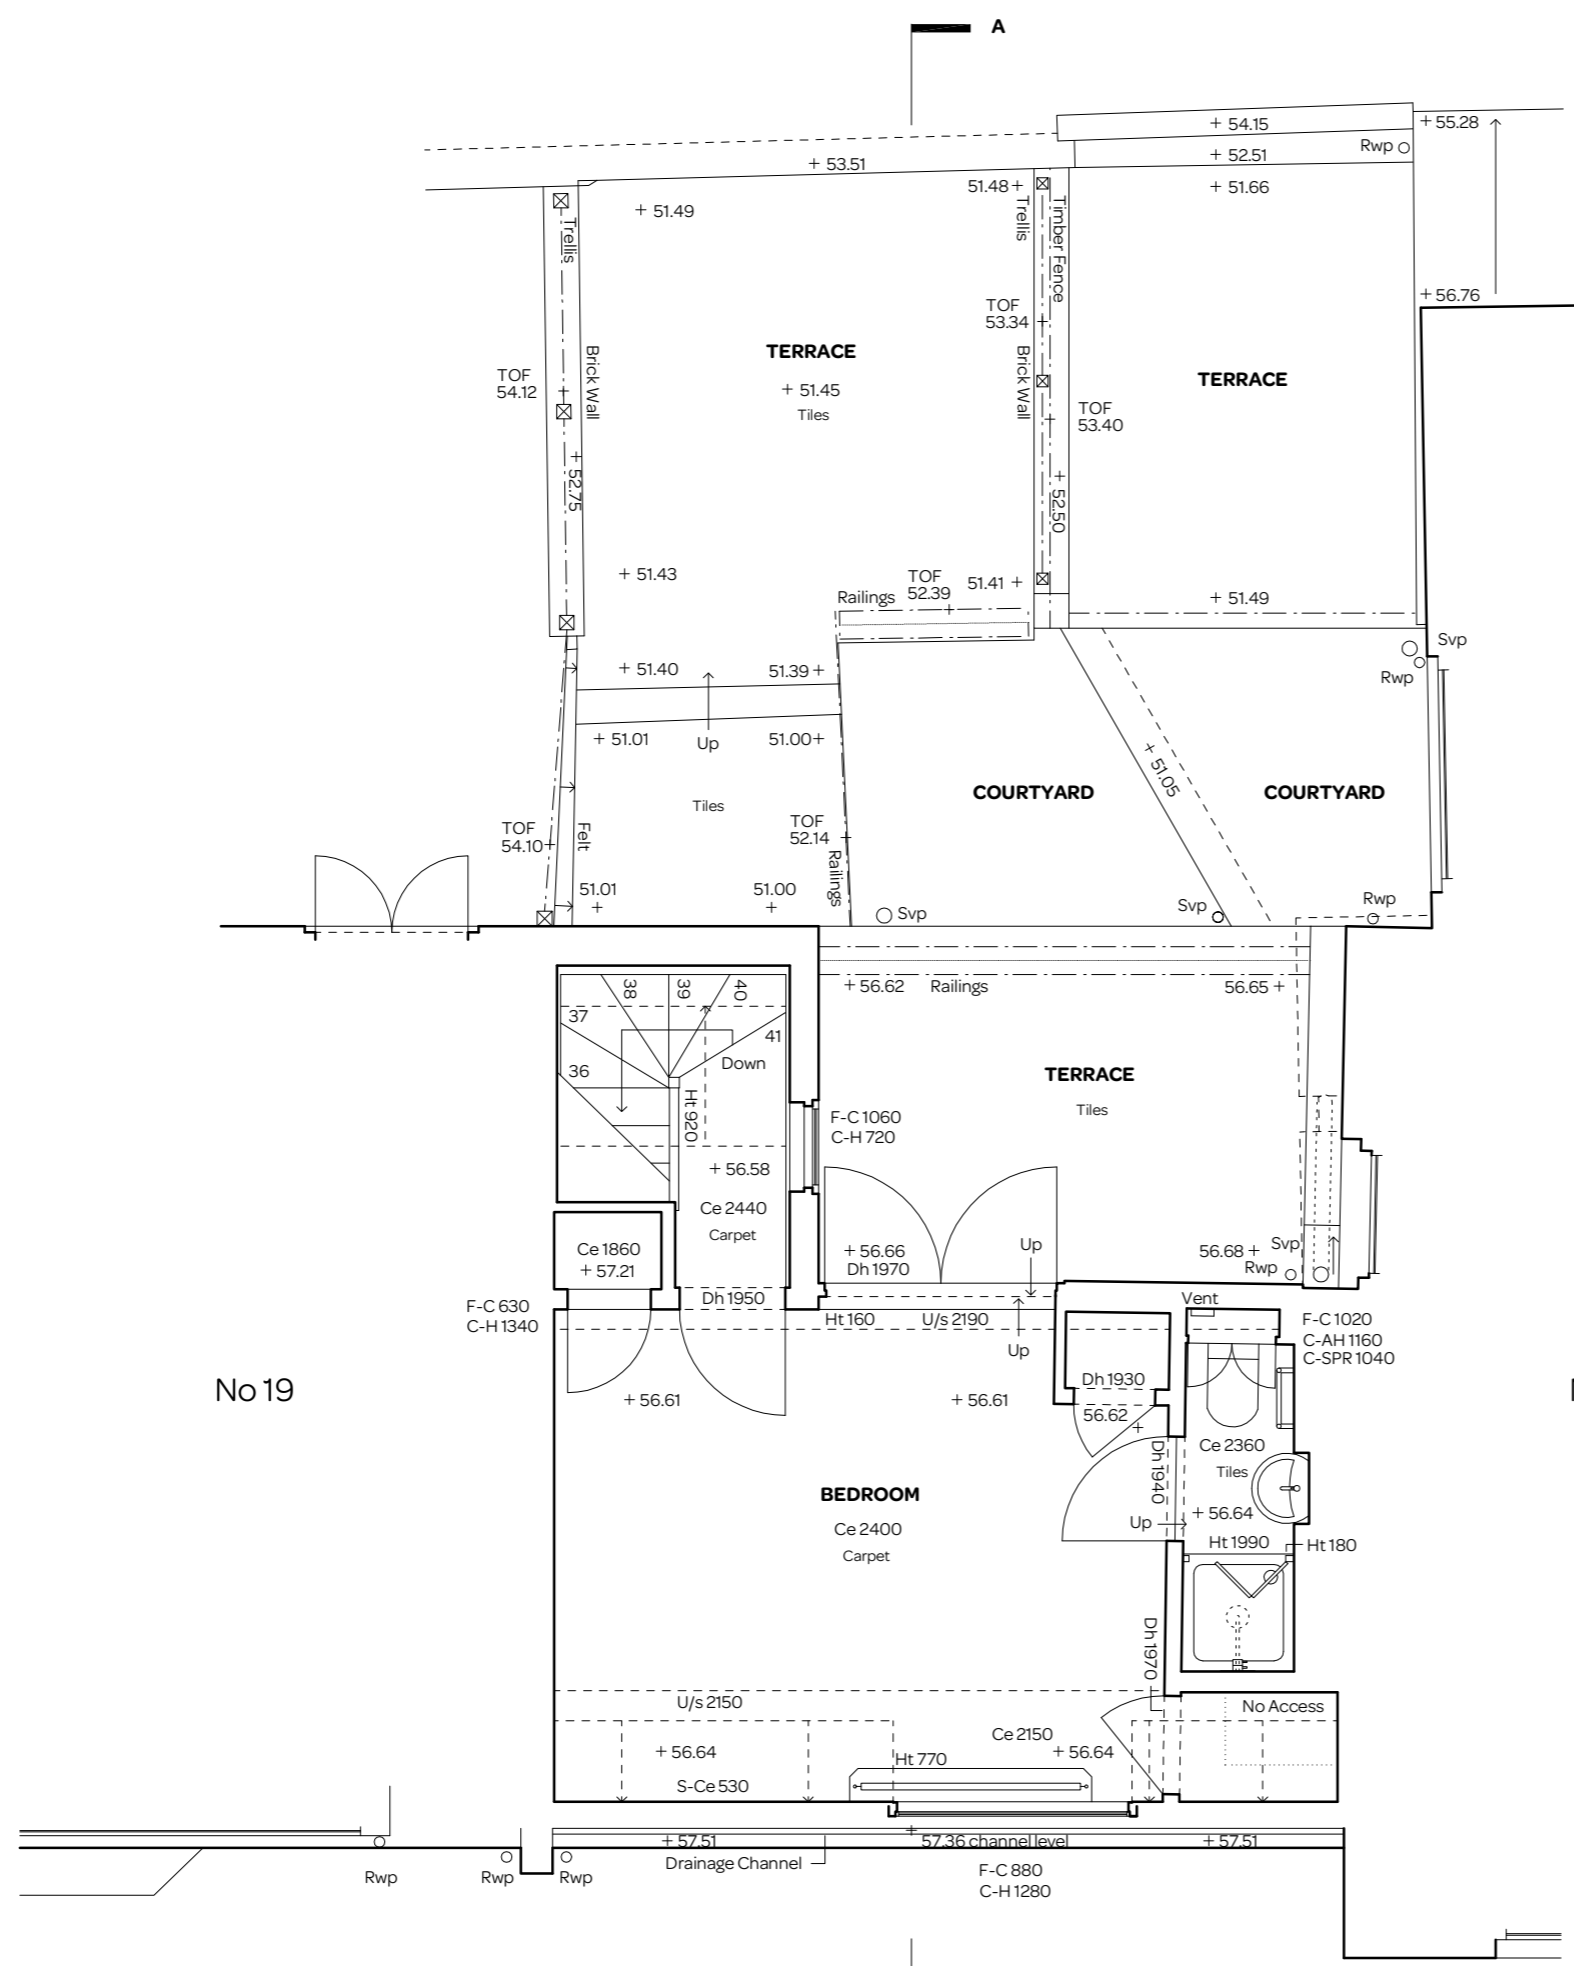 A
+ 54.15
+ 55.28
+ 52.51
Rwp
+ 53.51
51.48 +
+ 51.66
+ 51.49
Trellis
Trellis
Timber Fence
+ 56.76
TOF
53.34
TERRACE
Brick Wall
Brick Wall
TERRACE
TOF
54.12
+ 51.45
Tiles
TOF
53.40
+ 52.75
+ 52.50
+ 51.43
TOF
52.39
51.41 +
Railings
+ 51.49
Svp
Rwp
+ 51.40
51.39 +
+ 51.01
Up
51.00 +
+ 51.05
COURTYARD
COURTYARD
Tiles
TOF
54.10
Felt
TOF
52.14
Railings
51.01
+
51.00
+
Svp
Svp
Rwp
+ 56.62
Railings
56.65 +
38
39
40
37
41
36
Down
Ht 920
TERRACE
Tiles
F-C 1060
C-H 720
+ 56.58
Ce 2440
Carpet
Ce 1860
+ 57.21
+ 56.66
Dh 1970
Up
56.68 +
Svp
Rwp
F-C 630
C-H 1340
Dh 1950
Ht 160
U/s 2190
Up
Vent
F-C 1020
C-AH 1160
C-SPR 1040
No 19
+ 56.61
+ 56.61
Dh 1930
56.62
+
Dh 1940
Ce 2360
Tiles
BEDROOM
Ce 2400
Carpet
Up
+ 56.64
Ht 1990
Ht 180
Dh 1970
U/s 2150
No Access
Ce 2150
+ 56.64
+ 56.64
Ht 770
S-Ce 530
+ 57.51
57.36 channel level
+ 57.51
Drainage Channel
Rwp
Rwp
Rwp
F-C 880
C-H 1280